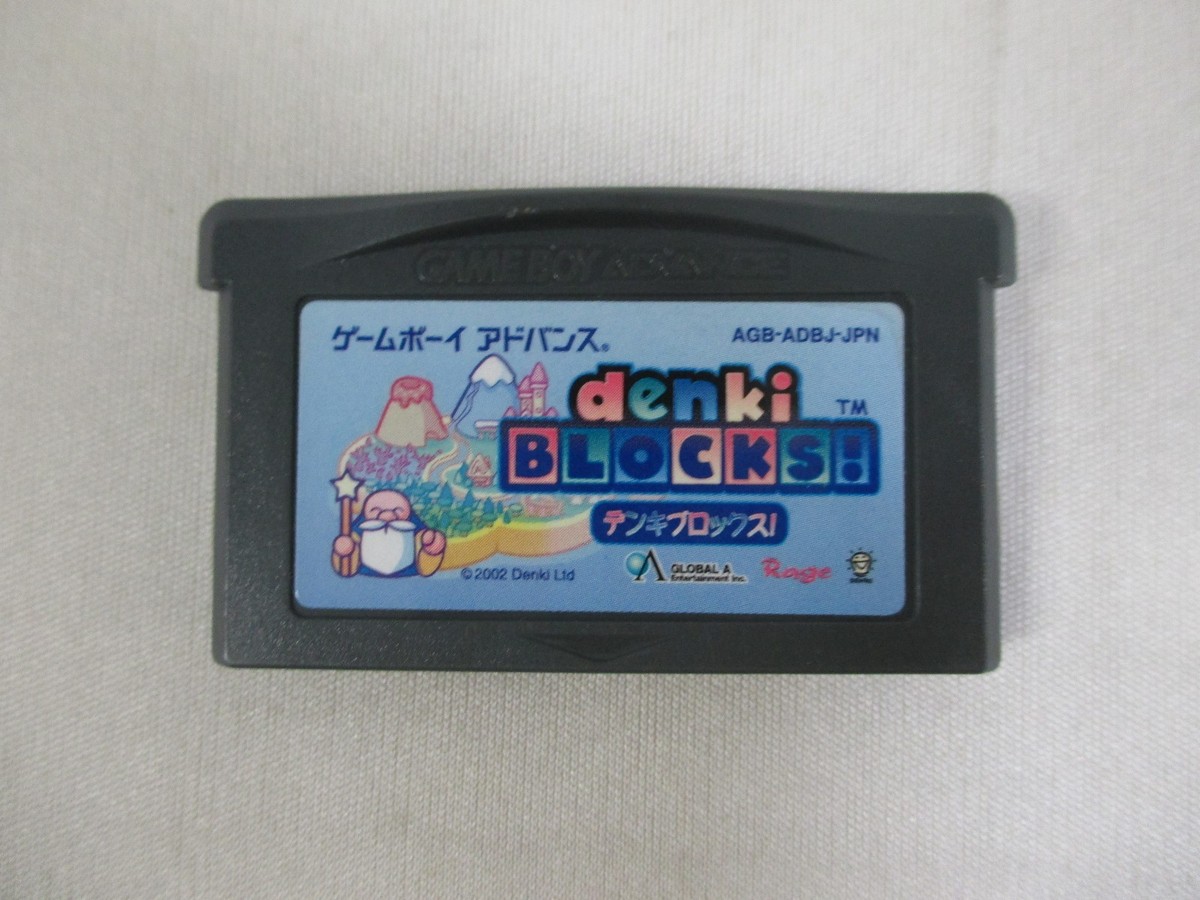 GAME BOY ADVANCE
ゲームボーイ アドバンス®
AGB-ADBJ-JPN
denki
BLOCKS! TM
デンキブロックス!
© 2002 Denki Ltd
GLOBAL A
Entertainment Inc.
Rage